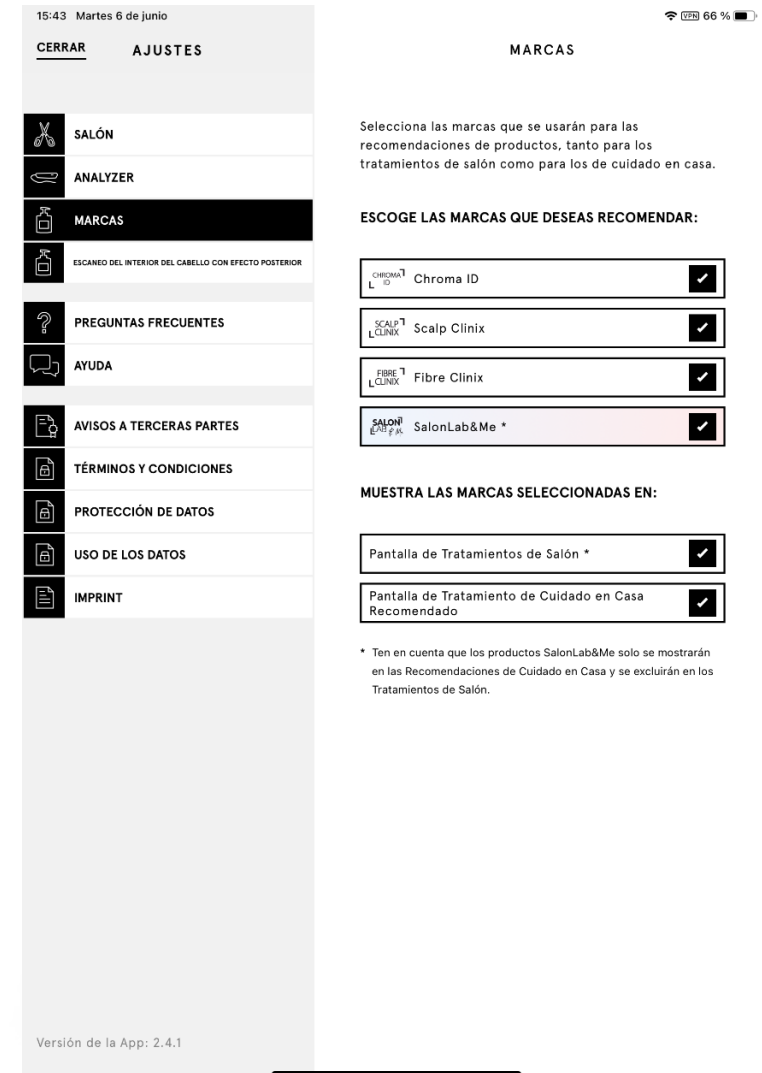 15:43 Martes 6 de junio
VPN 66 %
CERRAR
AJUSTES
MARCAS
SALÓN
ANALYZER
MARCAS
ESCANEO DEL INTERIOR DEL CABELLO CON EFECTO POSTERIOR
PREGUNTAS FRECUENTES
AYUDA
AVISOS A TERCERAS PARTES
TÉRMINOS Y CONDICIONES
PROTECCIÓN DE DATOS
USO DE LOS DATOS
IMPRINT
Versión de la App: 2.4.1
Selecciona las marcas que se usarán para las
recomendaciones de productos, tanto para los
tratamientos de salón como para los de cuidado en casa.
ESCOGE LAS MARCAS QUE DESEAS RECOMENDAR:
CHROMA
ID
Chroma ID
SCALP
CLINIX
Scalp Clinix
FIBRE
CLINIX
Fibre Clinix
SALON
LAB & ME
SalonLab&Me *
MUESTRA LAS MARCAS SELECCIONADAS EN:
Pantalla de Tratamientos de Salón *
Pantalla de Tratamiento de Cuidado en Casa
Recomendado
* Ten en cuenta que los productos SalonLab&Me solo se mostrarán
en las Recomendaciones de Cuidado en Casa y se excluirán en los
Tratamientos de Salón.